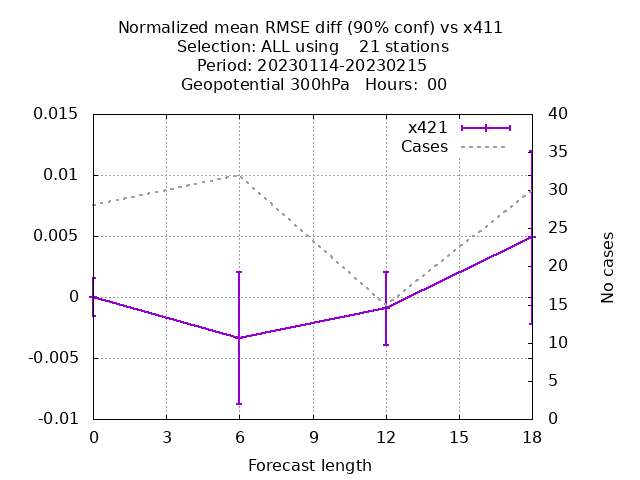 Normalized mean RMSE diff (90% conf) vs x411
Selection: ALL using    21 stations
Period: 20230114-20230215
Geopotential 300hPa   Hours:  00
x421
Cases
0.015
0.01
0.005
0
-0.005
-0.01
40
35
30
25
20
15
10
5
0
No cases
0 3 6 9 12 15 18
Forecast length